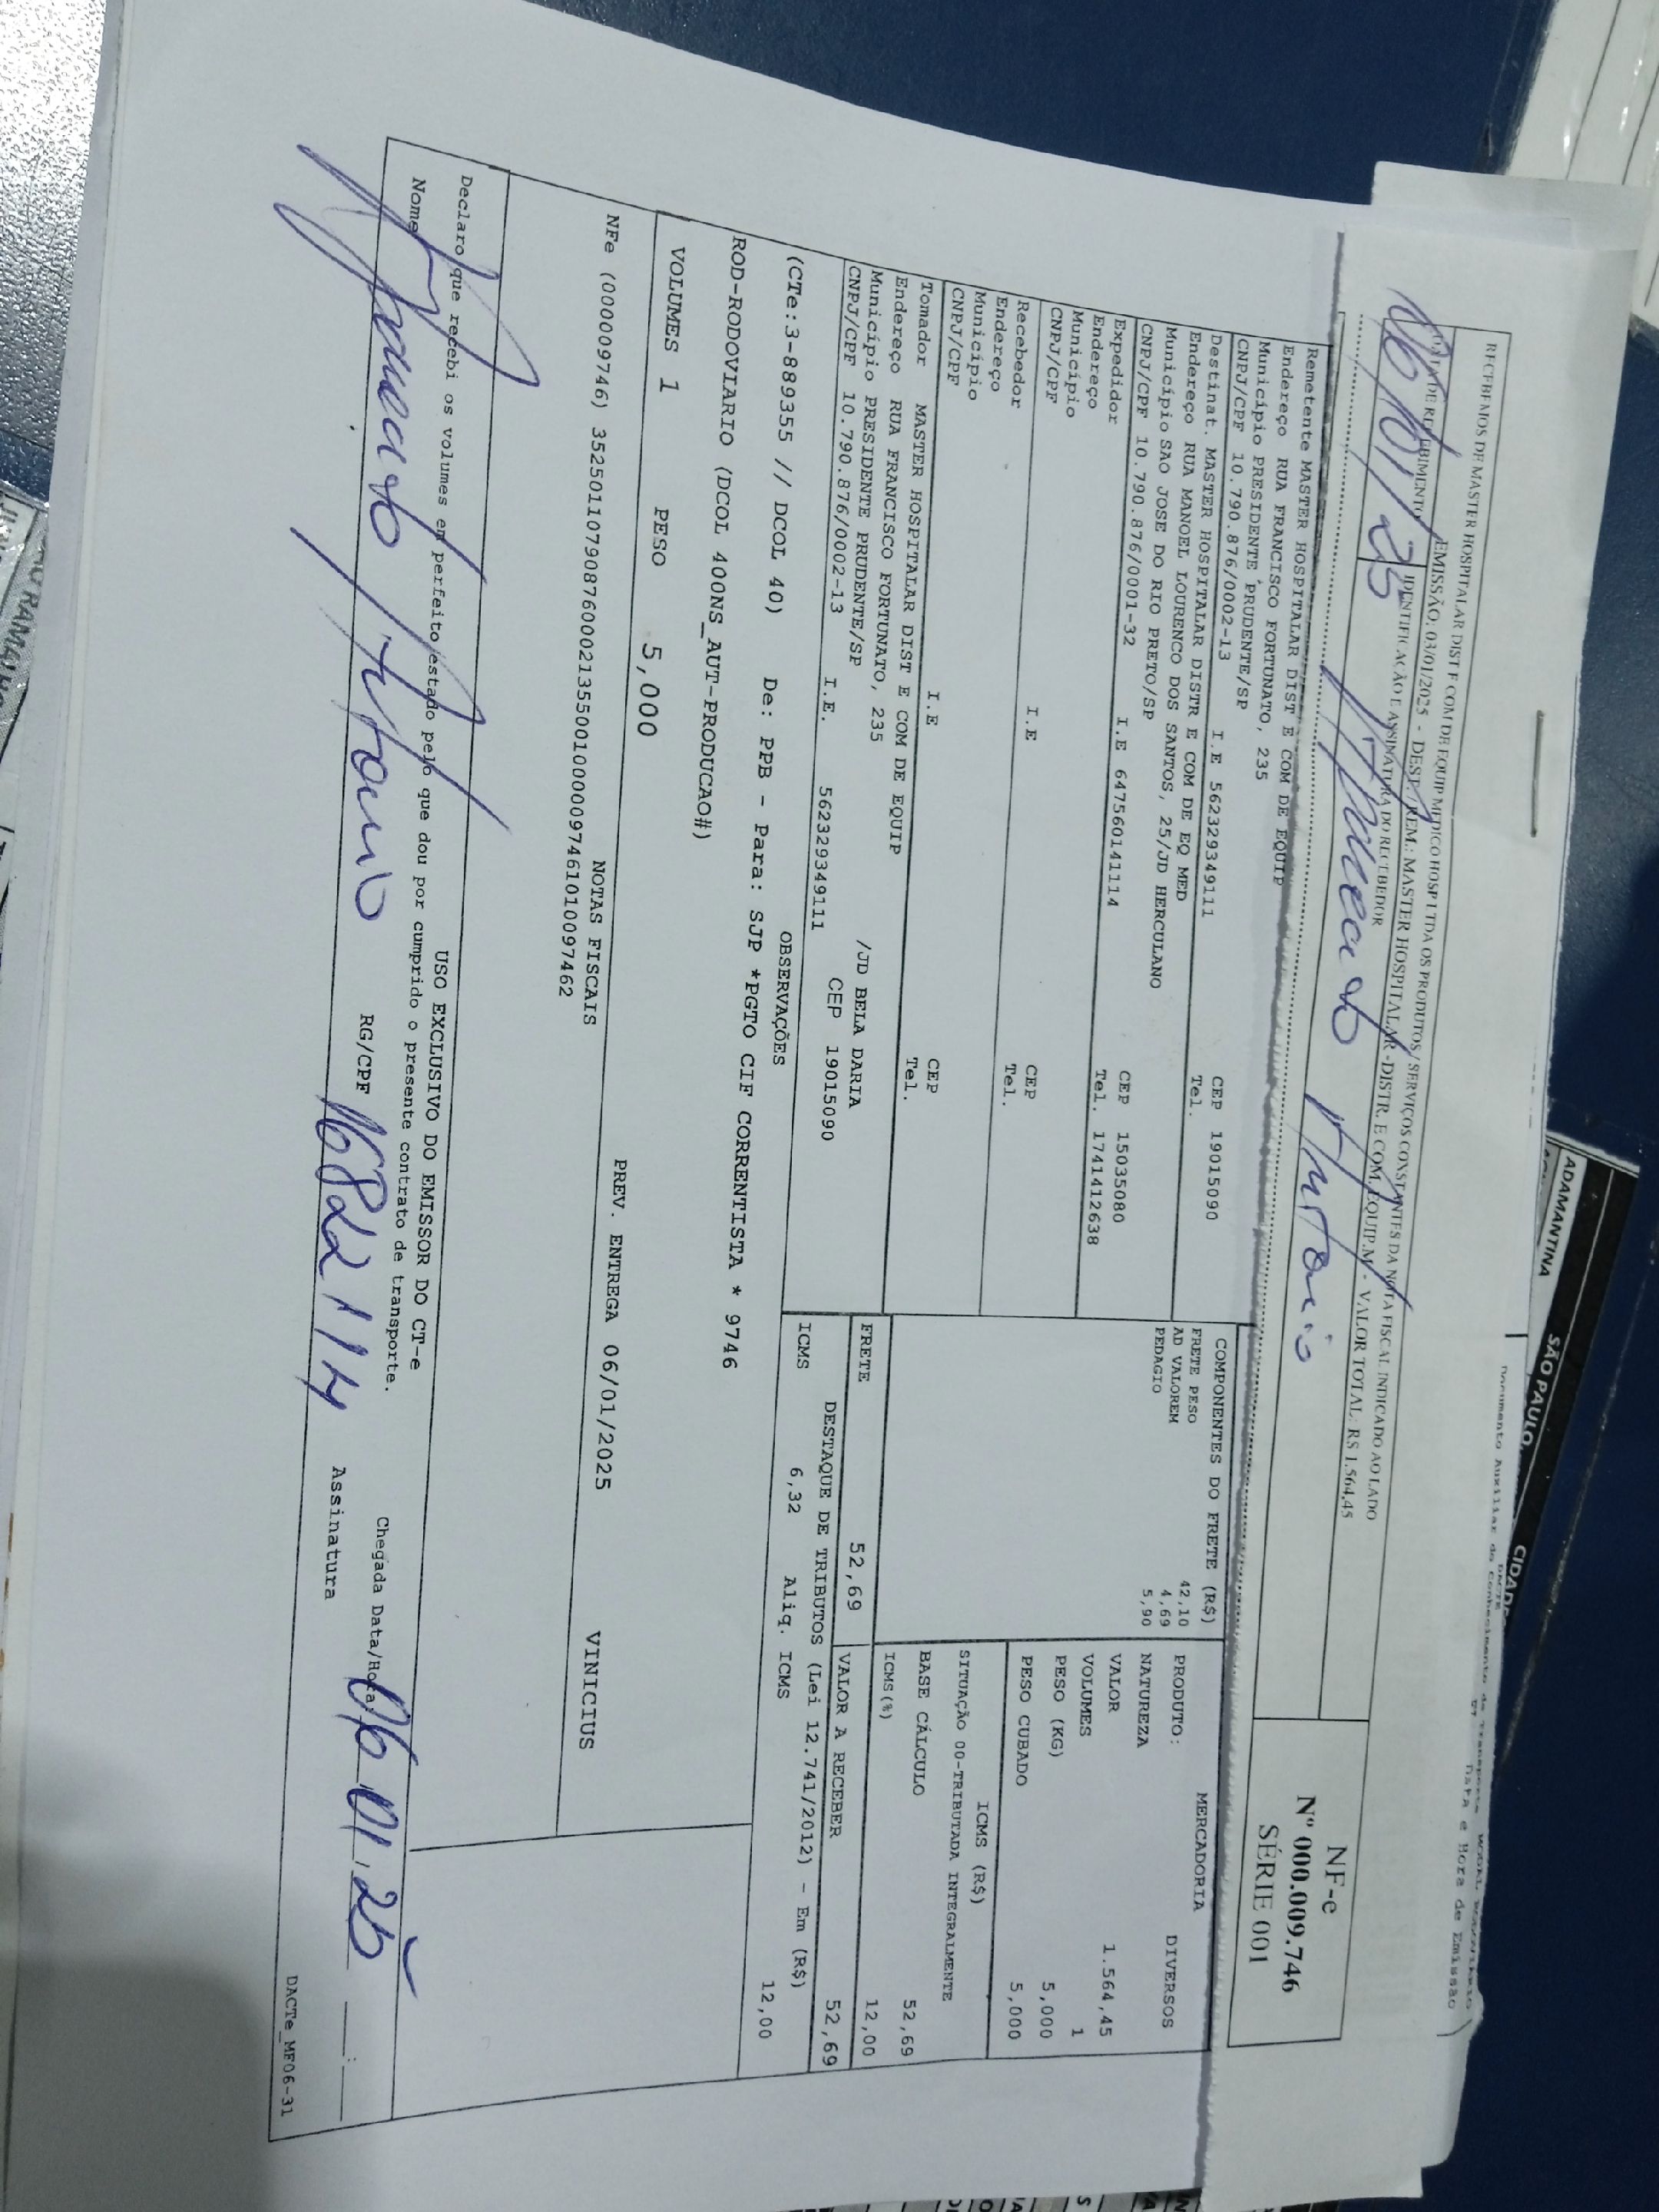 ADAMANTINA SÃO PAULO, CIDADE
Documento Auxiliar do Conhecimento de Transporte
Data e Hora de Emissão
RECEBEMOS DE MASTER HOSPITALAR DIST E COM DE EQUIP MEDICO HOSP LTDA OS PRODUTOS / SERVIÇOS CONSTANTES DA NOTA FISCAL INDICADO AO LADO
EMISSÃO: 03/01/2025 - DEST. / REM.: MASTER HOSPITALAR -DISTR. E COM. EQUIP.M - VALOR TOTAL: R$ 1.564,45
DATA DE RECEBIMENTO IDENTIFICAÇÃO E ASSINATURA DO RECEBEDOR
06/01/25
NF-e
Nº 000.009.746
SÉRIE 001
Remetente MASTER HOSPITALAR DIST E COM DE EQUIP
Endereço RUA FRANCISCO FORTUNATO, 235
Município PRESIDENTE PRUDENTE/SP CEP 19015090
CNPJ/CPF 10.790.876/0002-13 I.E 562329349111 Tel.
Destinat. MASTER HOSPITALAR DISTR E COM DE EQ MED
Endereço RUA MANOEL LOURENCO DOS SANTOS, 25/JD HERCULANO
Município SAO JOSE DO RIO PRETO/SP CEP 15035080
CNPJ/CPF 10.790.876/0001-32 I.E 647560141114 Tel. 1741412638
Expedidor
Endereço
Município CEP
CNPJ/CPF I.E Tel.
Recebedor
Endereço
Município CEP
CNPJ/CPF I.E Tel.
Tomador MASTER HOSPITALAR DIST E COM DE EQUIP
Endereço RUA FRANCISCO FORTUNATO, 235 /JD BELA DARIA
Município PRESIDENTE PRUDENTE/SP CEP 19015090
CNPJ/CPF 10.790.876/0002-13 I.E. 562329349111
COMPONENTES DO FRETE (R$)
FRETE PESO 42,10
AD VALOREM 4,69
PEDAGIO 5,90
FRETE 52,69
MERCADORIA
PRODUTO: DIVERSOS
NATUREZA
VALOR 1.564,45
VOLUMES 1
PESO (KG) 5,000
PESO CUBADO 5,000
ICMS (R$)
SITUAÇÃO 00-TRIBUTADA INTEGRALMENTE
BASE CÁLCULO 52,69
ICMS(%) 12,00
VALOR A RECEBER 52,69
DESTAQUE DE TRIBUTOS (Lei 12.741/2012) - Em (R$)
ICMS 6,32 Aliq. ICMS 12,00
OBSERVAÇÕES
(CTe:3-889355 // DCOL 40) De: PPB - Para: SJP *PGTO CIF CORRENTISTA * 9746
ROD-RODOVIARIO (DCOL 400NS_AUT-PRODUCAO#)
VOLUMES 1 PESO 5,000 PREV. ENTREGA 06/01/2025 VINICIUS
NOTAS FISCAIS
NFe (000009746) 35250110790876000213550010000097461010097462
USO EXCLUSIVO DO EMISSOR DO CT-e
Declaro que recebi os volumes em perfeito estado pelo que dou por cumprido o presente contrato de transporte.
Nome RG/CPF Assinatura
Chegada Data/Hora: 06 01 25 __:__
DACTe_MF06-31